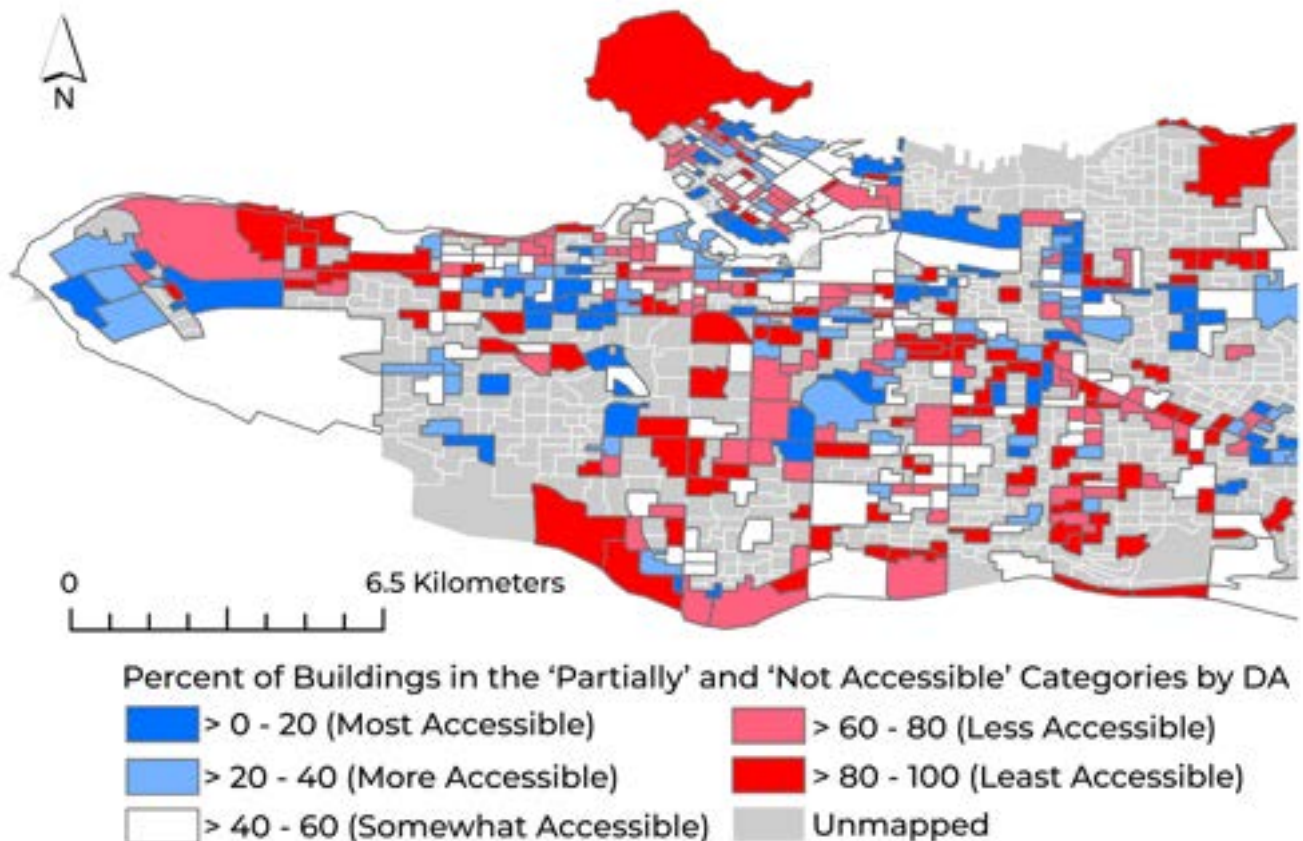 N
0 6.5 Kilometers
Percent of Buildings in the ‘Partially’ and ‘Not Accessible’ Categories by DA
> 0 - 20 (Most Accessible)
> 60 - 80 (Less Accessible)
> 20 - 40 (More Accessible)
> 80 - 100 (Least Accessible)
> 40 - 60 (Somewhat Accessible)
Unmapped